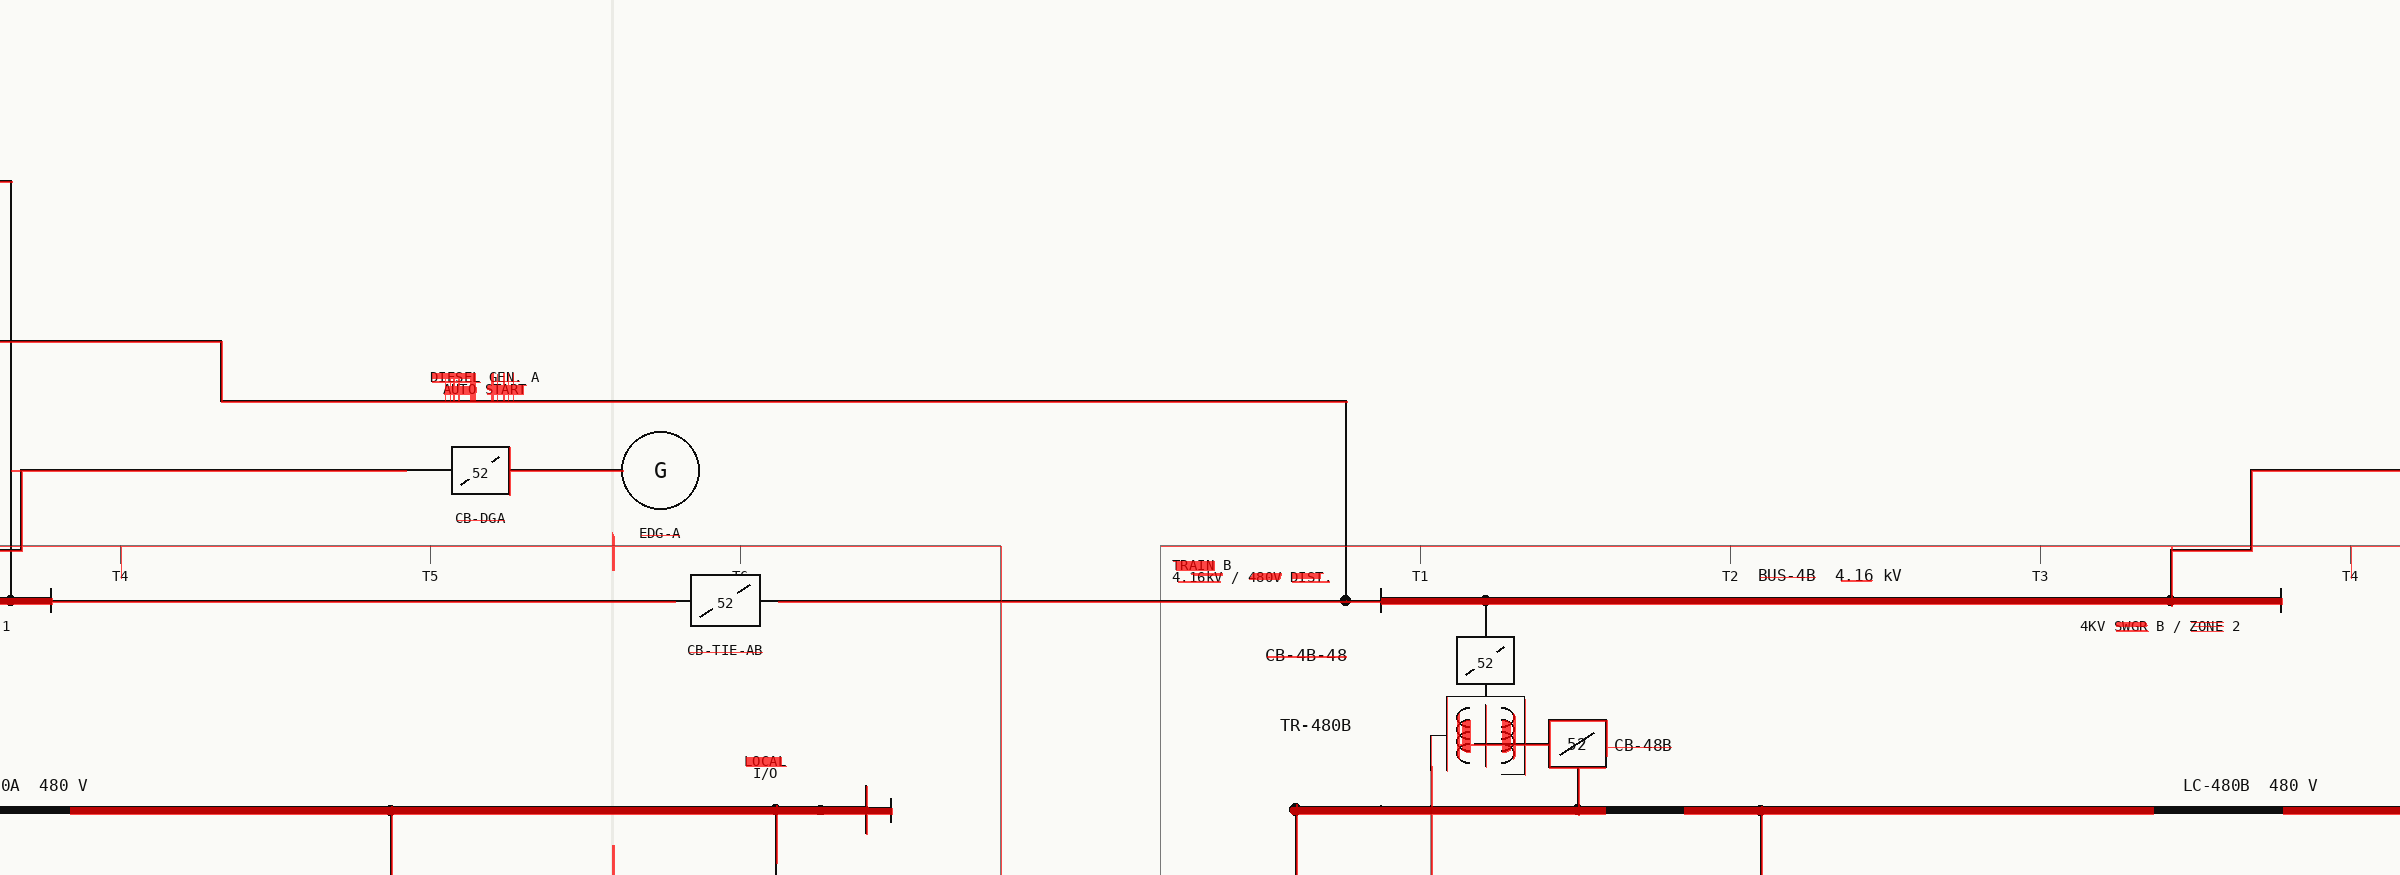 DIESEL GEN. A
AUTO START
52
G
CB-DGA
EDG-A
T4
T5
T6
TRAIN B
4.16kV / 480V DIST.
T1
T2
BUS-4B 4.16 kV
T3
T4
52
1
4KV SWGR B / ZONE 2
CB-TIE-AB
CB-4B-48
52
TR-480B
52
CB-48B
LOCAL
I/O
0A 480 V
LC-480B 480 V